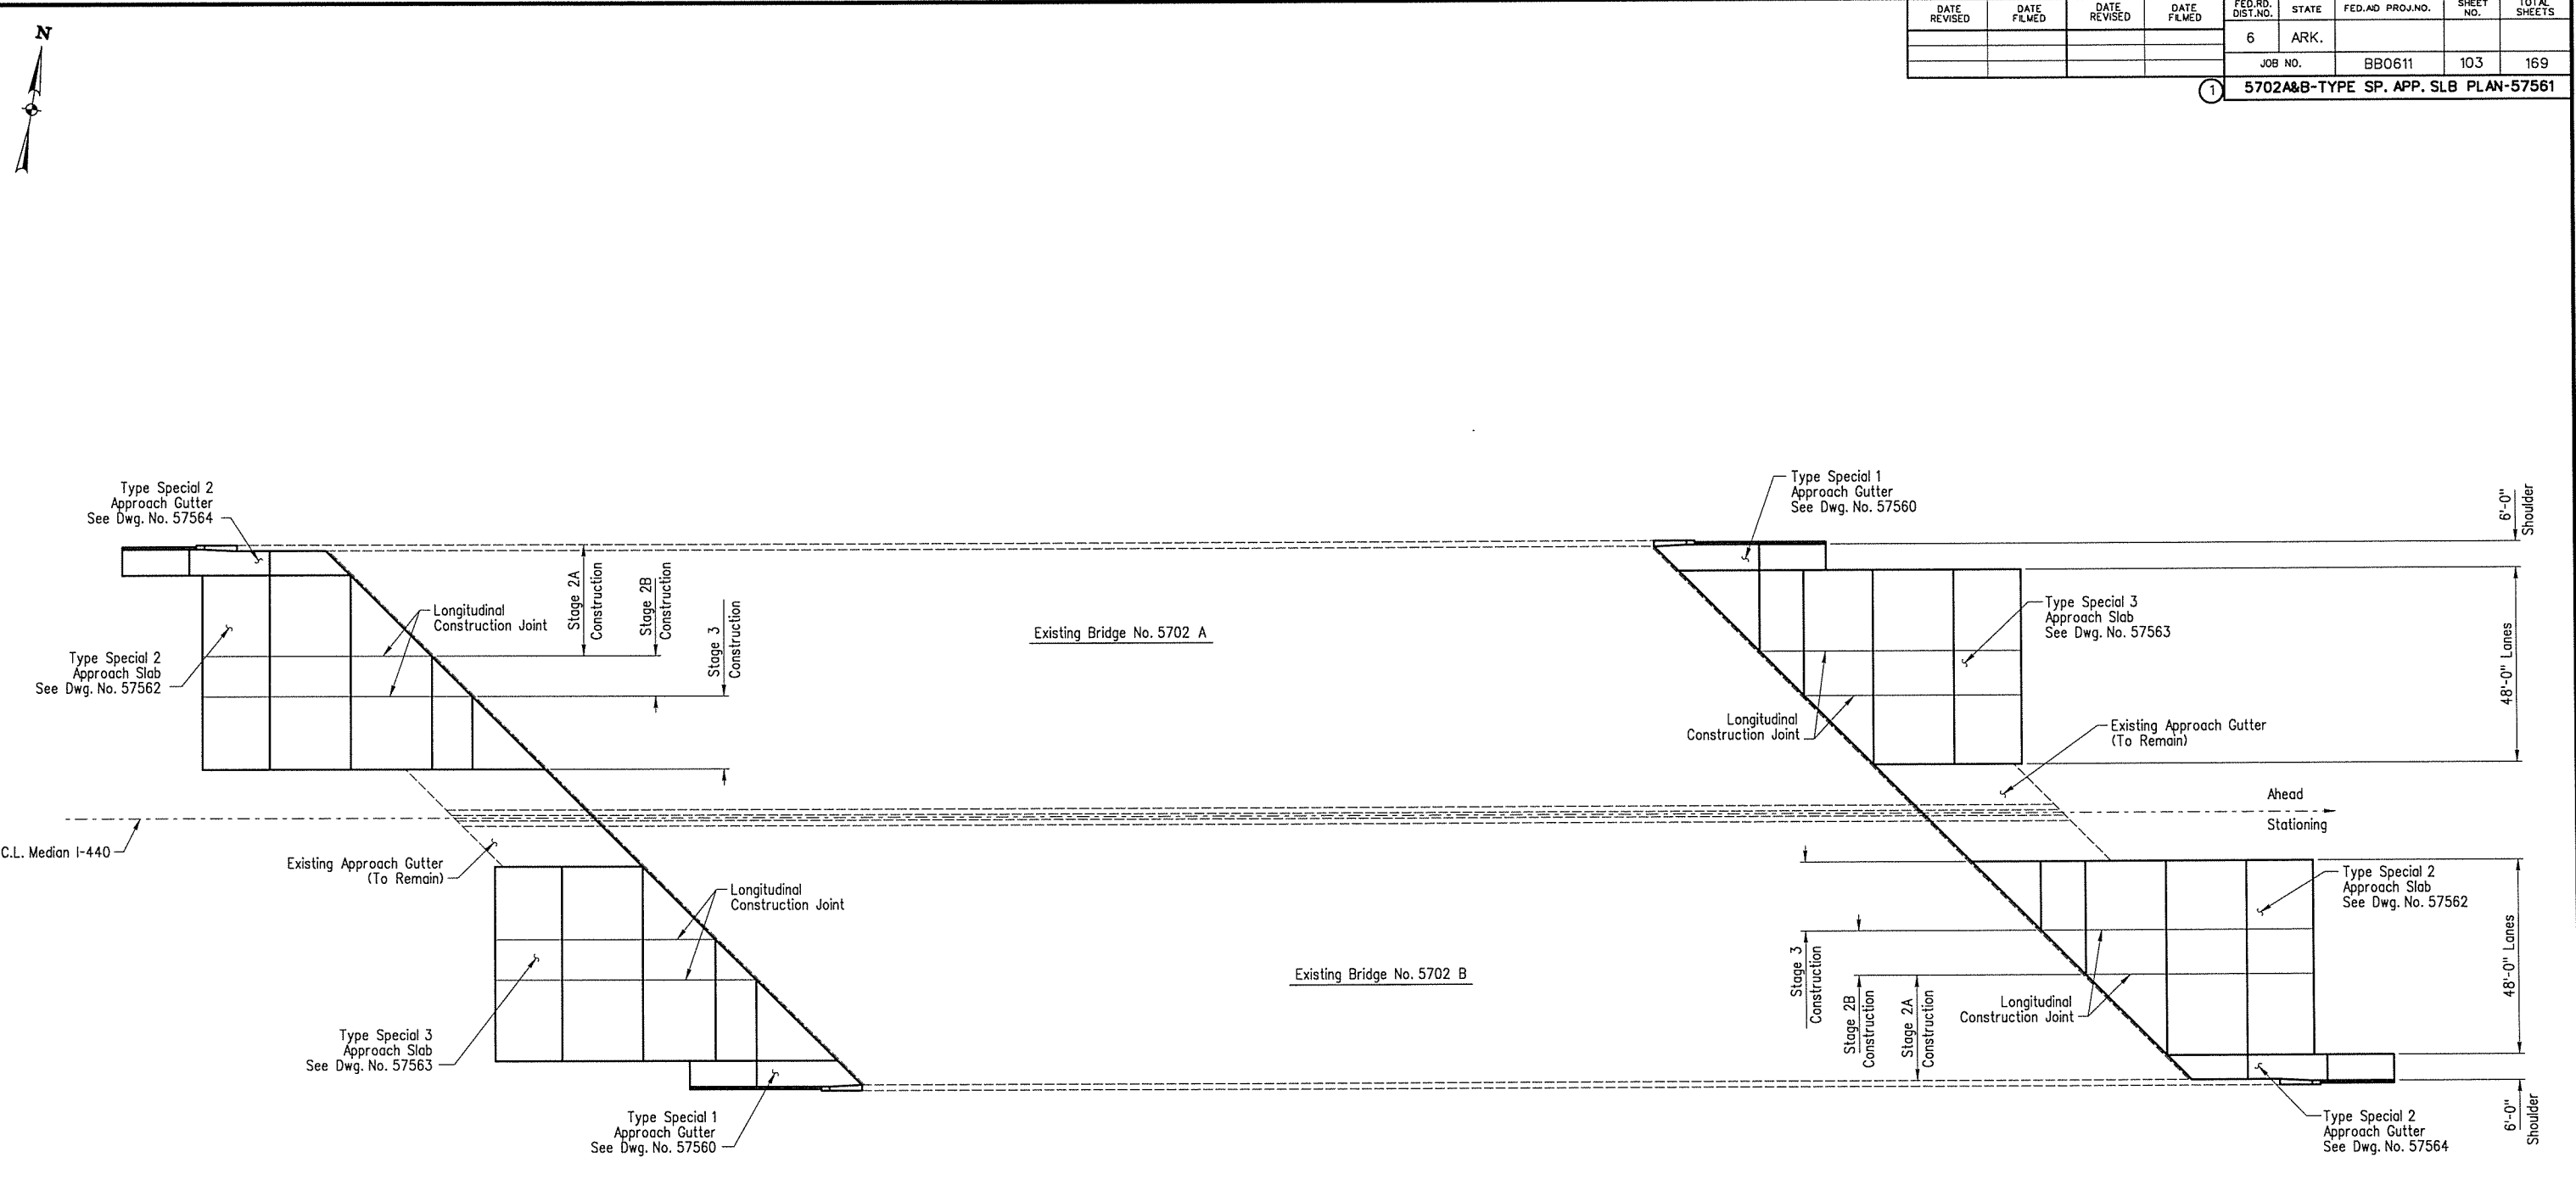 N
DATE REVISED
DATE FILMED
DATE REVISED
DATE FILMED
FED.RD. DIST.NO.
STATE
FED.AID PROJ.NO.
SHEET NO.
TOTAL SHEETS
6
ARK.
JOB NO.
BB0611
103
169
1
5702A&B-TYPE SP. APP. SLB PLAN-57561
Type Special 2
Approach Gutter
See Dwg. No. 57564
Type Special 2
Approach Slab
See Dwg. No. 57562
Longitudinal
Construction Joint
Stage 2A
Construction
Stage 2B
Construction
Stage 3
Construction
Existing Bridge No. 5702 A
Type Special 1
Approach Gutter
See Dwg. No. 57560
Type Special 3
Approach Slab
See Dwg. No. 57563
6'-0"
Shoulder
48'-0" Lanes
Longitudinal
Construction Joint
Existing Approach Gutter
(To Remain)
Ahead
Stationing
C.L. Median I-440
Existing Approach Gutter
(To Remain)
Longitudinal
Construction Joint
Type Special 3
Approach Slab
See Dwg. No. 57563
Type Special 1
Approach Gutter
See Dwg. No. 57560
Existing Bridge No. 5702 B
Stage 3
Construction
Stage 2B
Construction
Stage 2A
Construction
Longitudinal
Construction Joint
Type Special 2
Approach Slab
See Dwg. No. 57562
48'-0" Lanes
6'-0"
Shoulder
Type Special 2
Approach Gutter
See Dwg. No. 57564